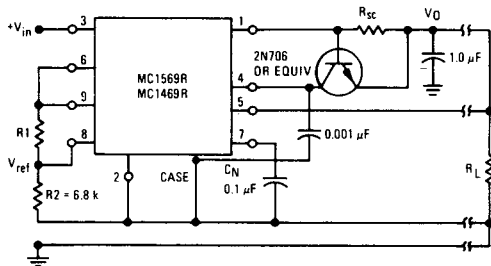 +Vin
3
1
RSC
VO
6
MC1569R
MC1469R
4
2N706
OR EQUIV
1.0 µF
9
5
R1
8
7
0.001 µF
Vref
2
CASE
CN
0.1 µF
RL
R2 = 6.8 k